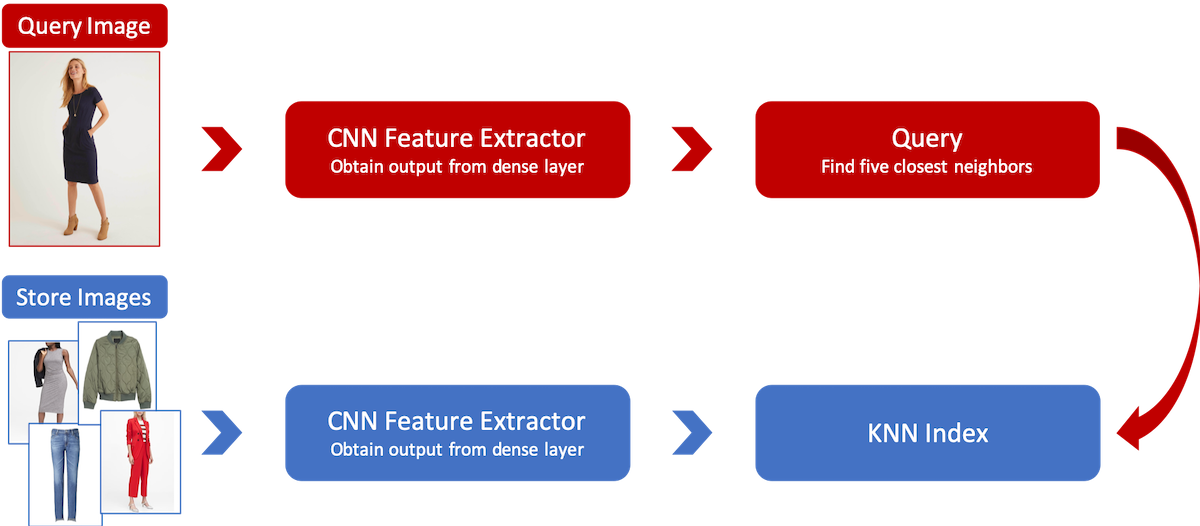 Query Image
CNN Feature Extractor
Obtain output from dense layer
Query
Find five closest neighbors
Store Images
CNN Feature Extractor
Obtain output from dense layer
KNN Index